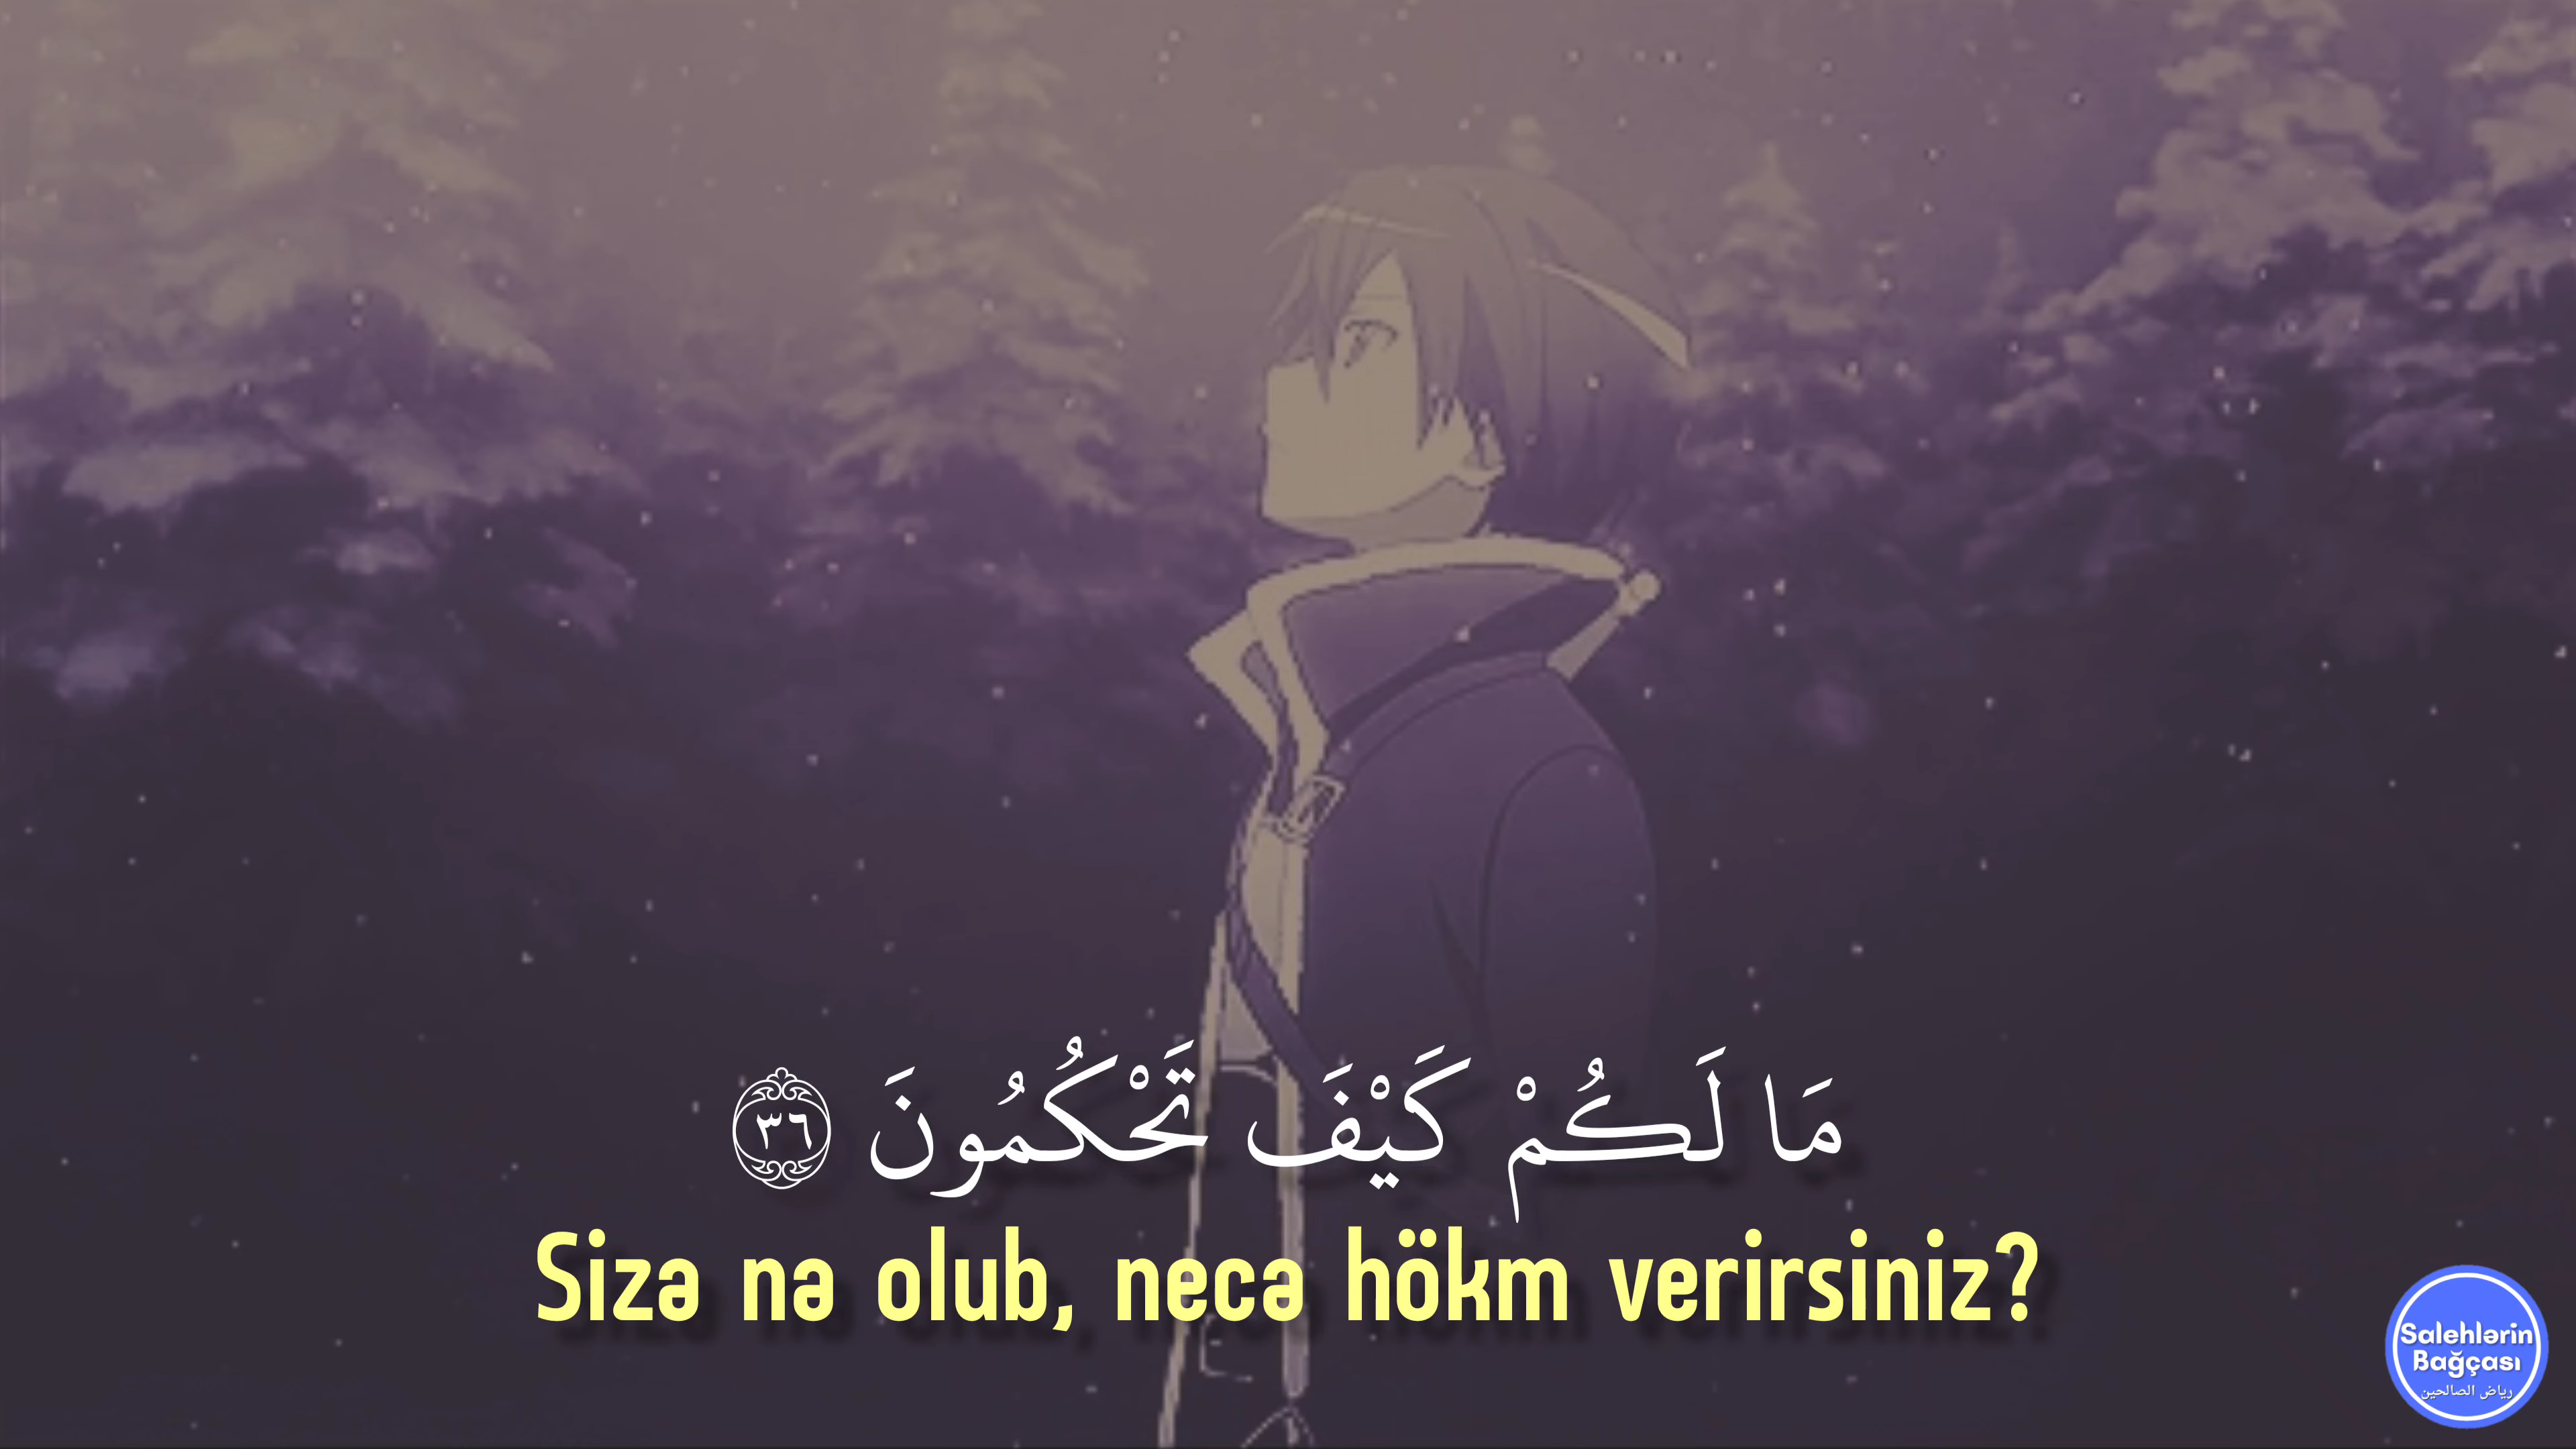 مَا لَكُمْ كَيْفَ تَحْكُمُونَ ٣٦
Sizə nə olub, necə hökm verirsiniz?
Salehlərin
Bağçası
رياض الصالحين